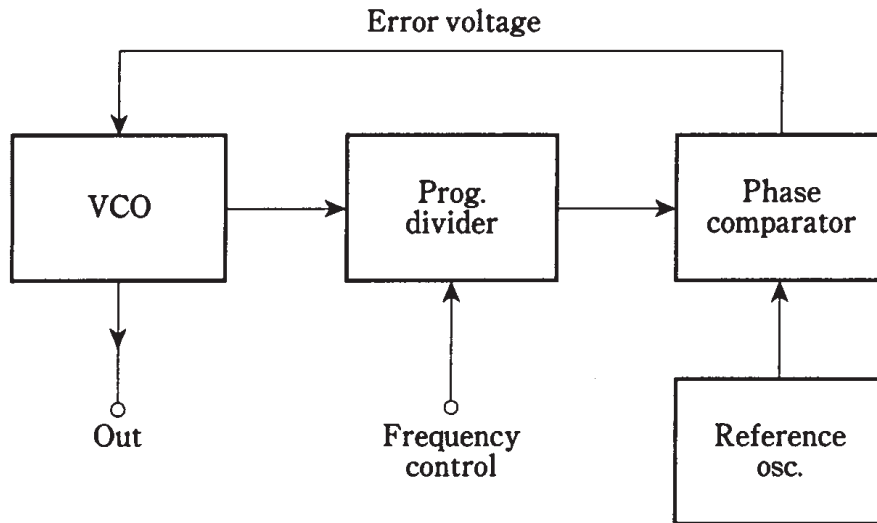 Error voltage
VCO
Prog.
divider
Phase
comparator
Out
Frequency
control
Reference
osc.